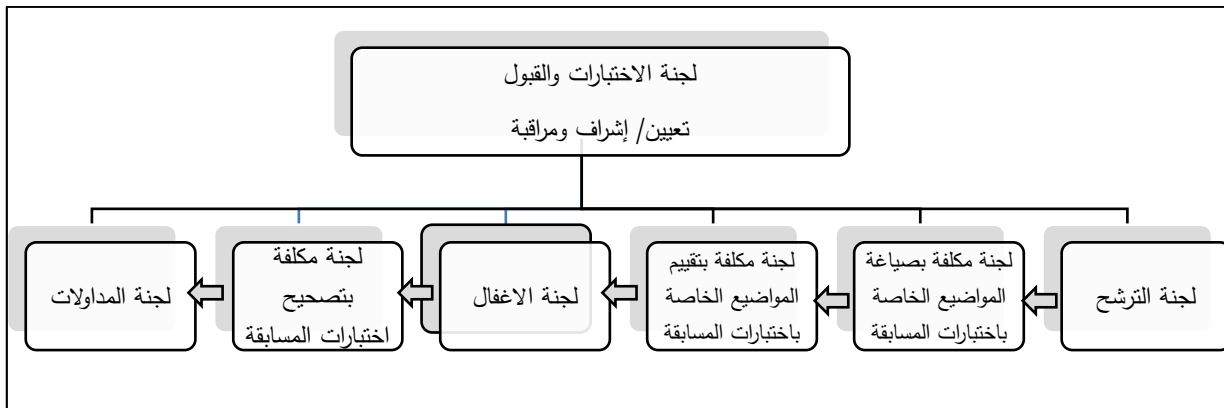 لجنة الاختبارات والقبول
تعيين/ إشراف ومراقبة
لجنة الترشح
لجنة مكلفة بصياغة
المواضيع الخاصة
باختبارات المسابقة
لجنة مكلفة بتقييم
المواضيع الخاصة
باختبارات المسابقة
لجنة الاغفال
لجنة مكلفة
بتصحيح
اختبارات المسابقة
لجنة المداولات